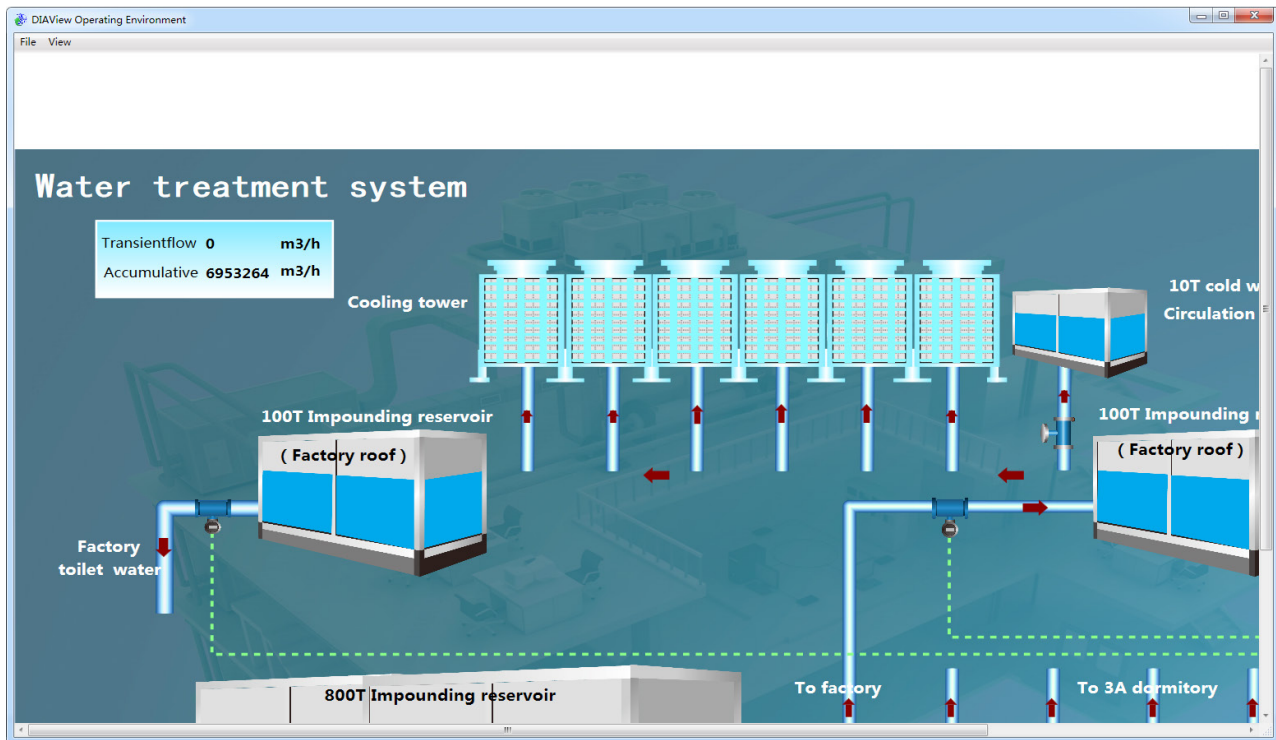 DIAView Operating Environment
File View
Water treatment system
Transientflow 0 m3/h
Accumulative 6953264 m3/h
Cooling tower
10T cold w
Circulation
100T Impounding reservoir
( Factory roof )
100T Impounding r
( Factory roof )
Factory
toilet water
800T Impounding reservoir
To factory
To 3A dormitory